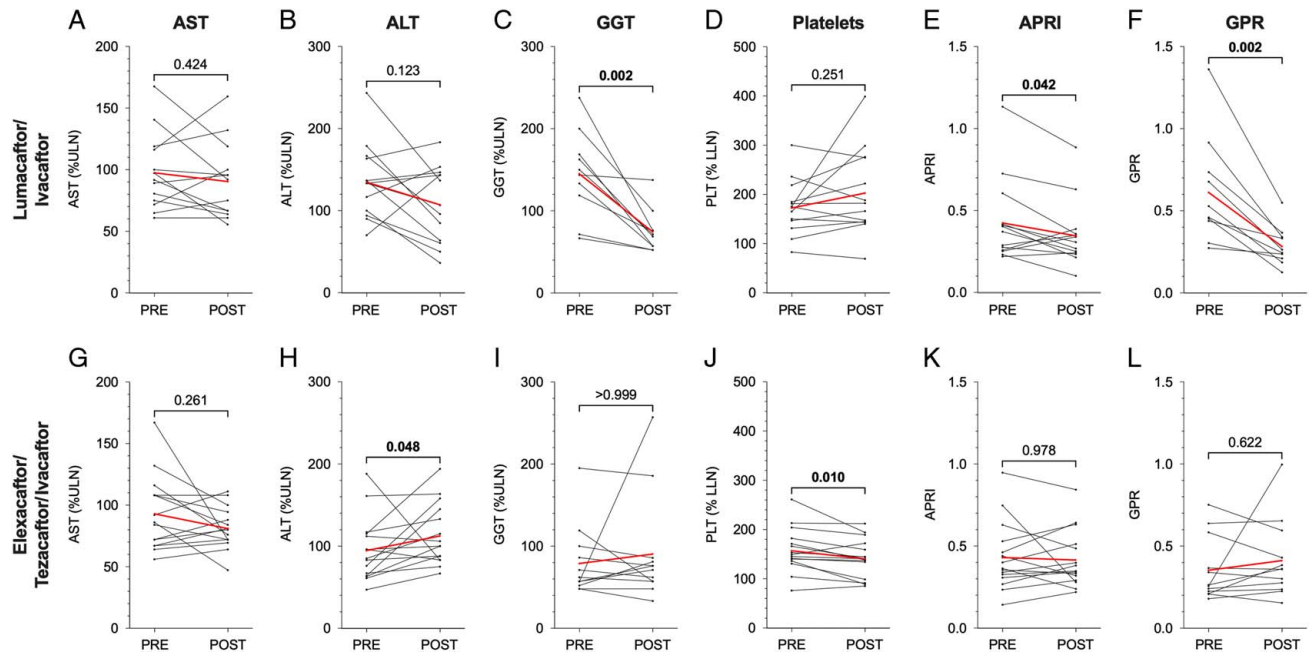 A AST
B ALT
C GGT
D Platelets
E APRI
F GPR
Lumacaftor/
Ivacaftor
AST (%ULN)
200
150
100
50
0
0.424
PRE POST
ALT (%ULN)
300
200
100
0
0.123
PRE POST
GGT (%ULN)
300
200
100
0
0.002
PRE POST
PLT (% LLN)
500
400
300
200
100
0
0.251
PRE POST
APRI
1.5
1.0
0.5
0.0
0.042
PRE POST
GPR
1.5
1.0
0.5
0.0
0.002
PRE POST
Elexacaftor/
Tezacaftor/Ivacaftor
G
AST (%ULN)
200
150
100
50
0
0.261
PRE POST
H
ALT (%ULN)
300
200
100
0
0.048
PRE POST
I
GGT (%ULN)
300
200
100
0
>0.999
PRE POST
J
PLT (% LLN)
500
400
300
200
100
0
0.010
PRE POST
K
APRI
1.5
1.0
0.5
0.0
0.978
PRE POST
L
GPR
1.5
1.0
0.5
0.0
0.622
PRE POST